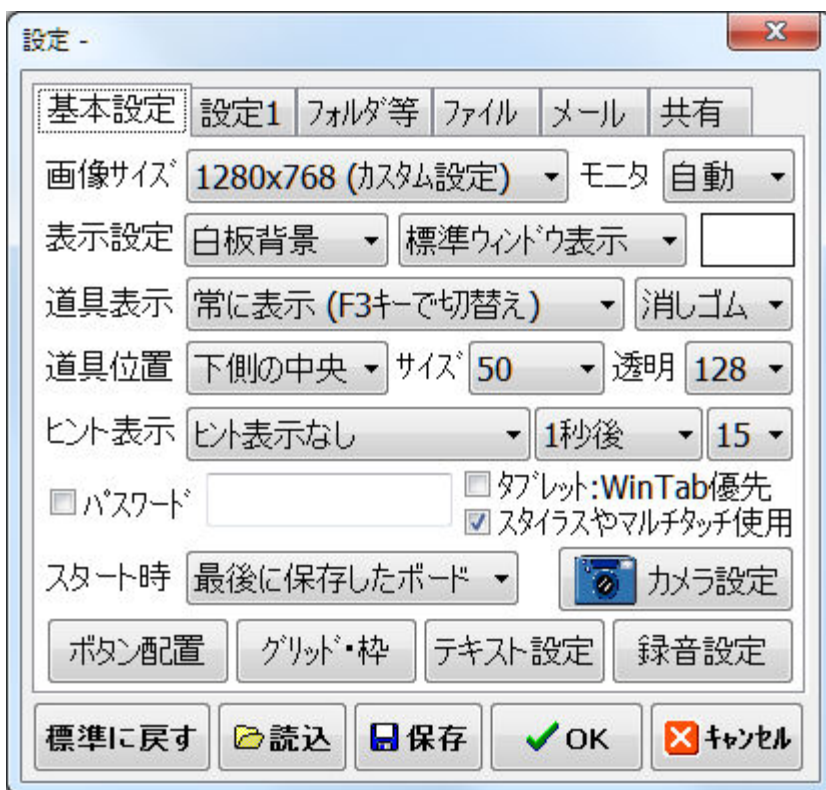 設定 -
基本設定 設定1 フォルダ等 ファイル メール 共有
画像サイズ 1280x768 (カスタム設定) モニタ 自動
表示設定 白板背景 標準ウィンドウ表示
道具表示 常に表示 (F3キーで切替え) 消しゴム
道具位置 下側の中央 サイズ 50 透明 128
ヒント表示 ヒント表示なし 1秒後 15
パスワード タブレット:WinTab優先
スタイラスやマルチタッチ使用
スタート時 最後に保存したボード カメラ設定
ボタン配置 グリッド・枠 テキスト設定 録音設定
標準に戻す 読込 保存 OK キャンセル